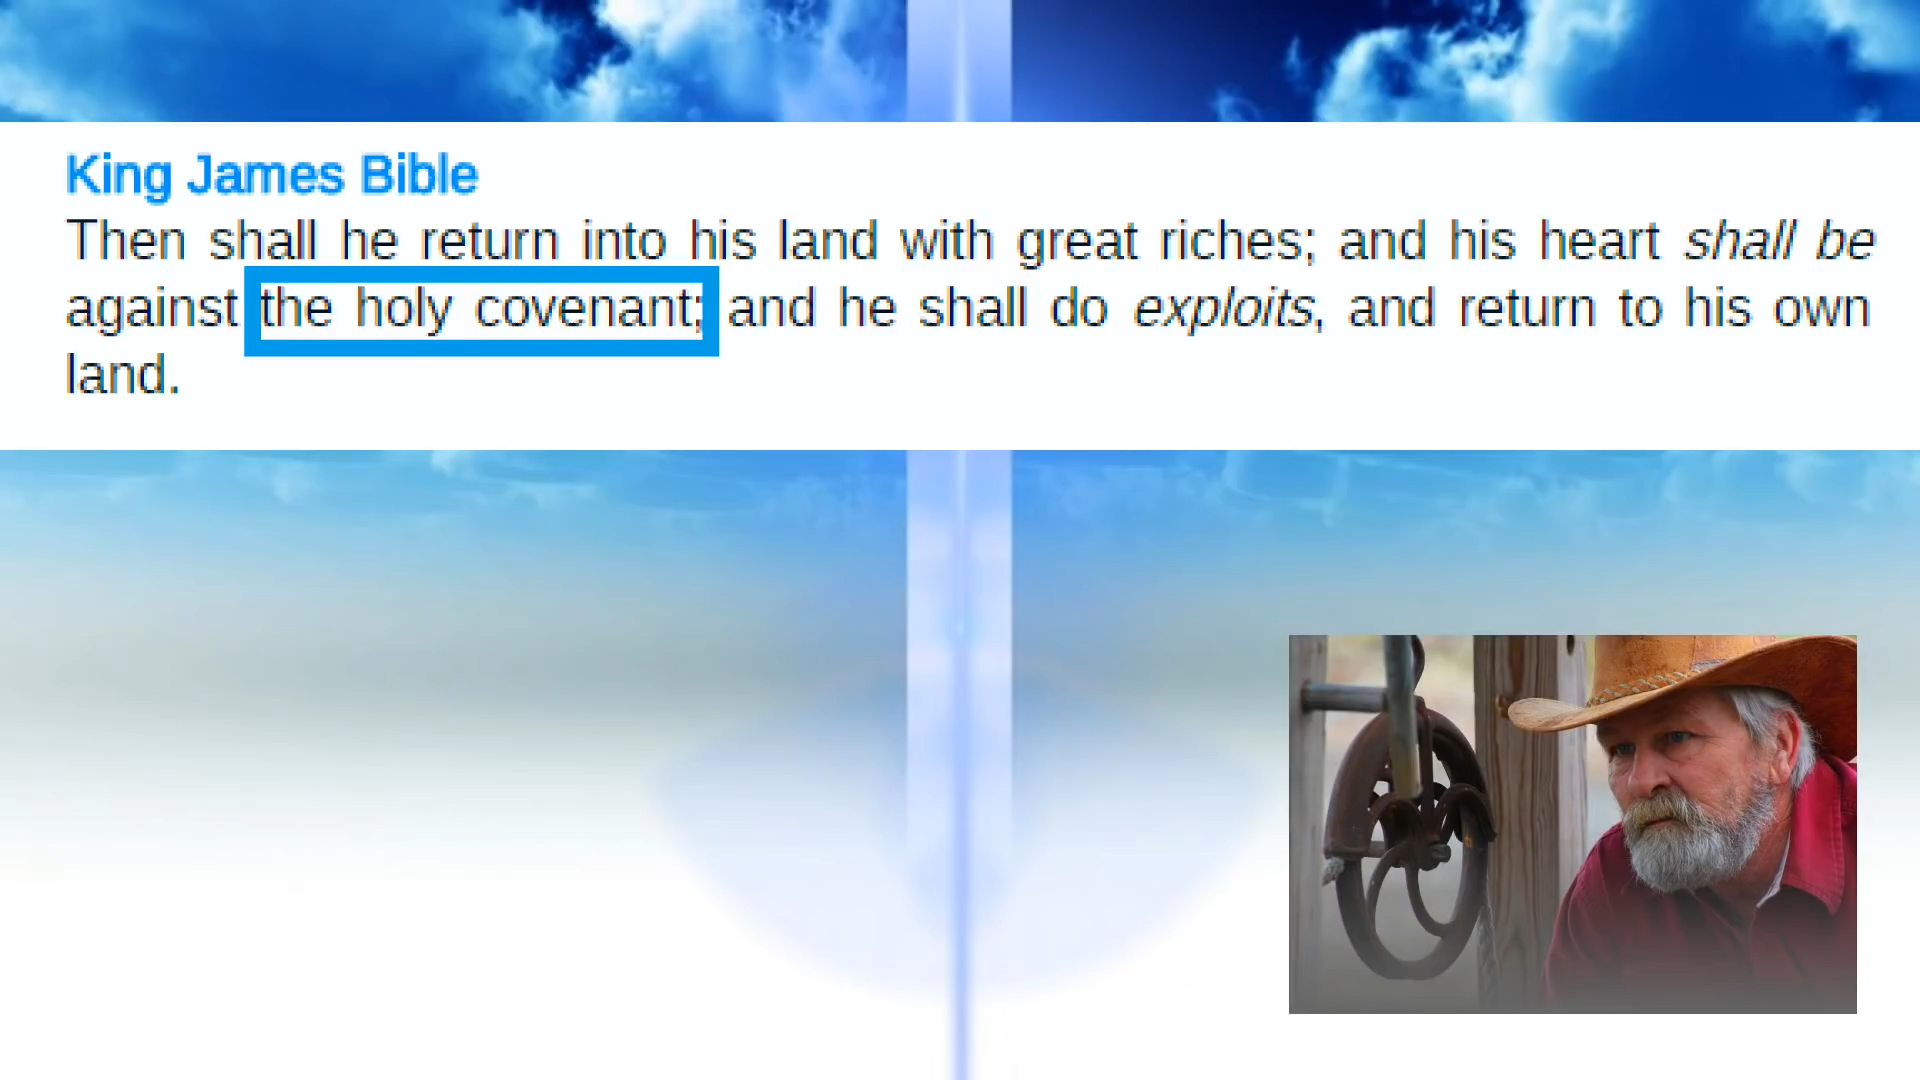 King James Bible
Then shall he return into his land with great riches; and his heart shall be
against the holy covenant; and he shall do exploits, and return to his own
land.